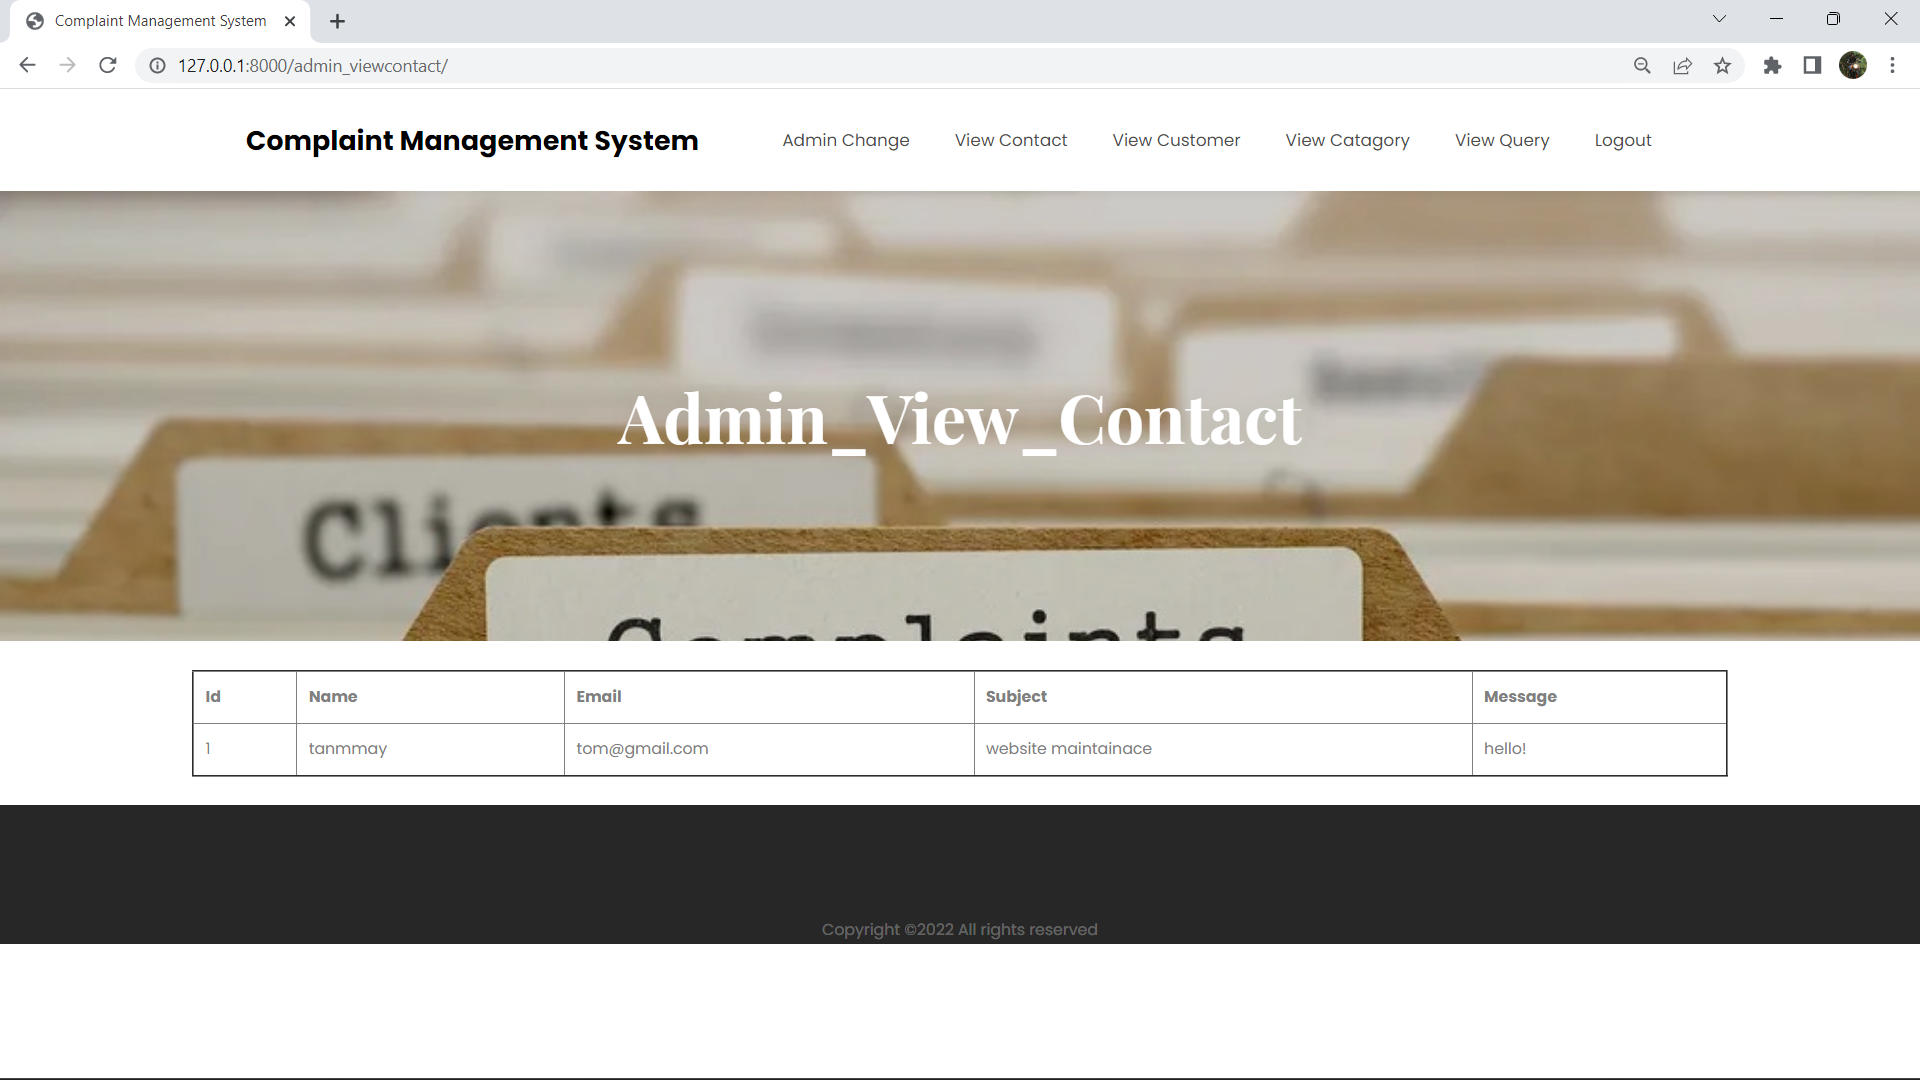 Complaint Management System
127.0.0.1:8000/admin_viewcontact/
Complaint Management System Admin Change View Contact View Customer View Catagory View Query Logout
Admin_View_Contact
Clients
Complaints
Id Name Email Subject Message
1 tanmmay tom@gmail.com website maintainace hello!
Copyright ©2022 All rights reserved